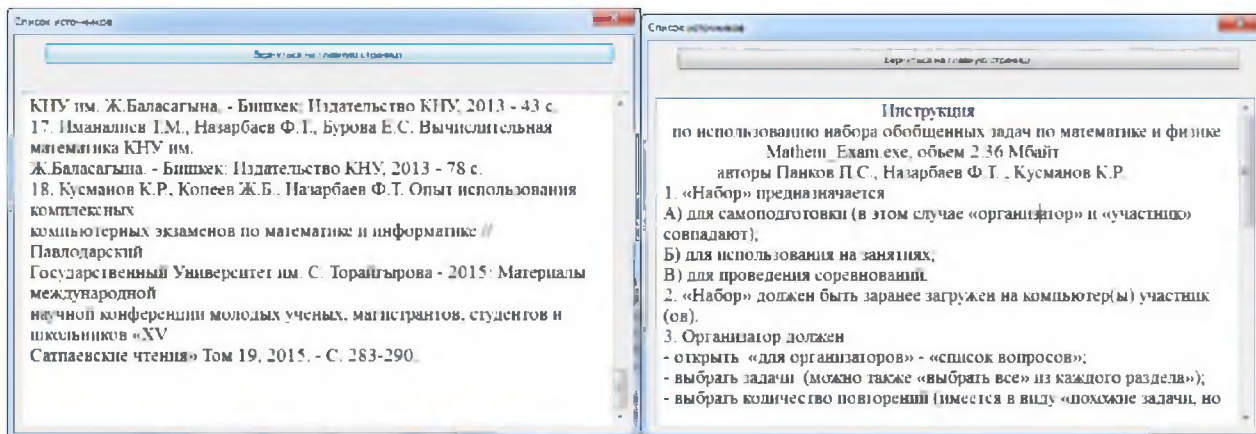 Список источников
Вернуться на главную страницу
КНУ им. Ж.Баласагына. - Бишкек: Издательство КНУ, 2013 - 43 с.
17. Иманалиев Т.М., Назарбаев Ф.Т., Бурова Е.С. Вычислительная
математика КНУ им.
Ж.Баласагына. - Бишкек: Издательство КНУ, 2013 - 78 с.
18. Кусманов К.Р., Копеев Ж.Б., Назарбаев Ф.Т. Опыт использования
комплексных
компьютерных экзаменов по математике и информатике //
Павлодарский
Государственный Университет им. С. Торайгырова - 2015: Материалы
международной
научной конференции молодых ученых, магистрантов, студентов и
школьников «XV
Сатпаевские чтения» Том 19, 2015. - С. 283-290.
Список источников
Вернуться на главную страницу
Инструкция
по использованию набора обобщенных задач по математике и физике
Mathem_Exam.exe, объем 2.36 Мбайт
авторы Панков П.С., Назарбаев Ф.Т. , Кусманов К.Р.
1. «Набор» предназначается
А) для самоподготовки (в этом случае «организатор» и «участник»
совпадают);
Б) для использования на занятиях;
В) для проведения соревнований.
2. «Набор» должен быть заранее загружен на компьютер(ы) участник
(ов).
3. Организатор должен
- открыть «для организаторов» - «список вопросов»;
- выбрать задачи (можно также «выбрать все» из каждого раздела»);
- выбрать количество повторений (имеется в виду «похожие задачи, но